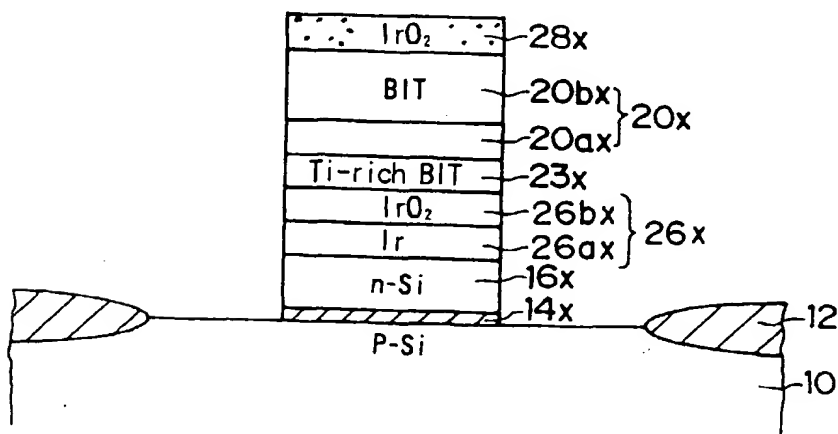 IrO₂ 28x
BIT 20bx
20x
20ax
Ti-rich BIT 23x
IrO₂ 26bx
26x
Ir 26ax
n-Si 16x
14x
P-Si
12
10